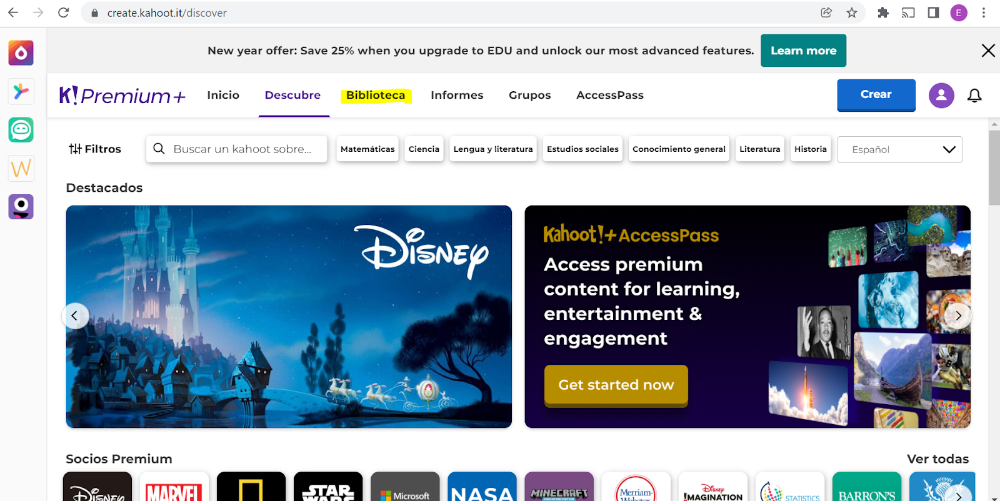 create.kahoot.it/discover
E
New year offer: Save 25% when you upgrade to EDU and unlock our most advanced features.
Learn more
K!Premium+
Inicio
Descubre
Biblioteca
Informes
Grupos
AccessPass
Crear
Filtros
Buscar un kahoot sobre...
Matemáticas
Ciencia
Lengua y literatura
Estudios sociales
Conocimiento general
Literatura
Historia
Español
W
Destacados
Disney
Kahoot!+ AccessPass
Access premium
content for learning,
entertainment &
engagement
Get started now
Socios Premium
Ver todas
Disney
MARVEL
STAR
WARS
Microsoft
NASA
MINECRAFT
EDUCATION EDITION
Merriam-
Webster
Disney
IMAGINATION
STATISTICS
BARRON'S